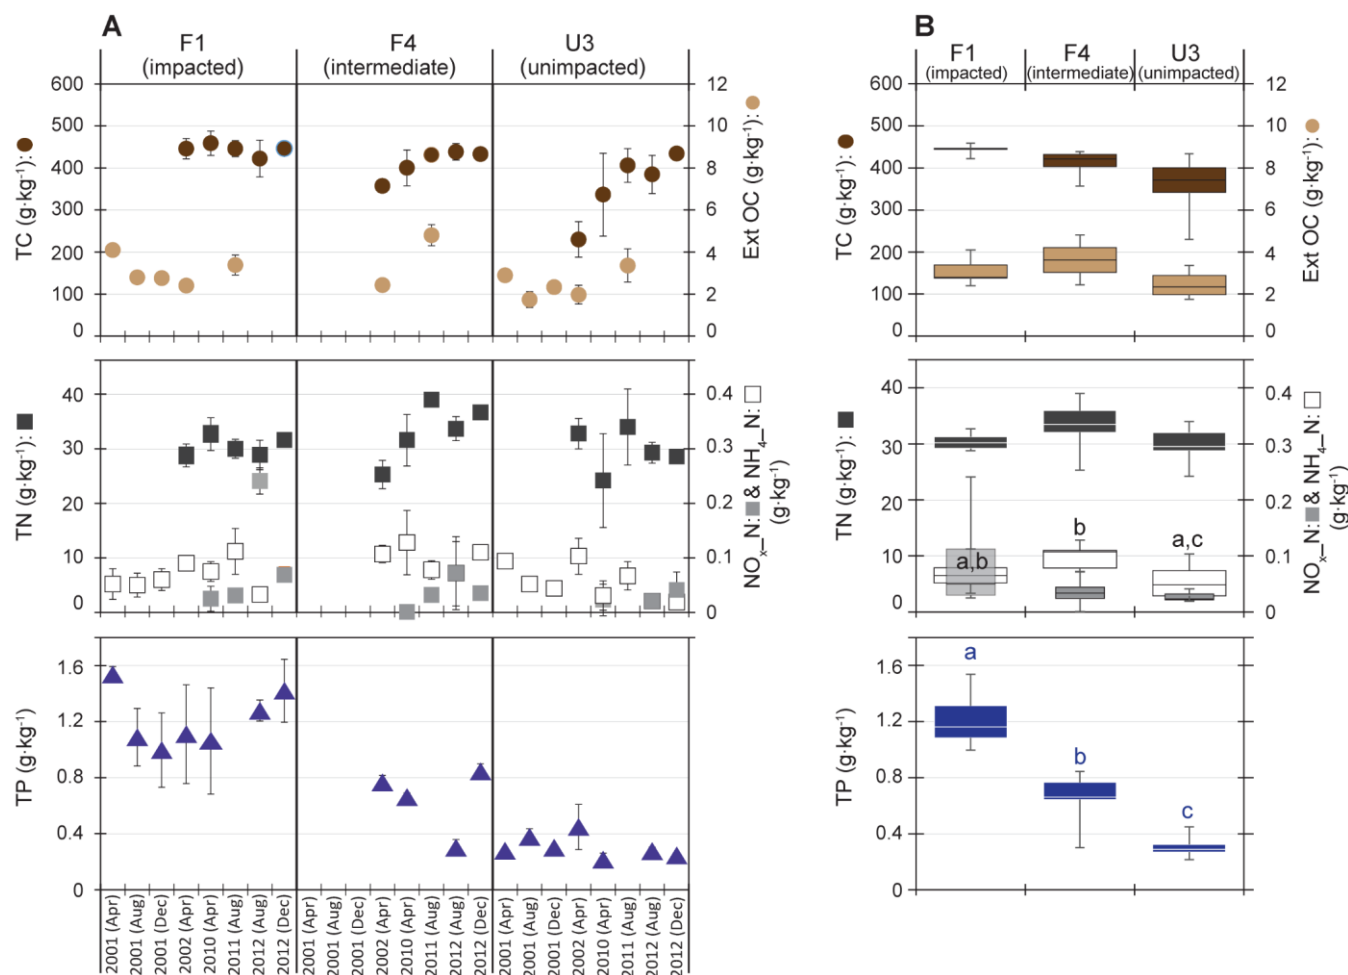 A
F1
(impacted)
F4
(intermediate)
U3
(unimpacted)
600
500
400
300
200
100
0
TC (g·kg⁻¹):
12
10
8
6
4
2
0
Ext OC (g·kg⁻¹):
40
30
20
10
0
TN (g·kg⁻¹):
0.4
0.3
0.2
0.1
0
NOx_N: & NH4_N:
(g·kg⁻¹)
1.6
1.2
0.8
0.4
0
TP (g·kg⁻¹)
2001 (Apr)
2001 (Aug)
2001 (Dec)
2002 (Apr)
2010 (Apr)
2011 (Aug)
2012 (Aug)
2012 (Dec)
2001 (Apr)
2001 (Aug)
2001 (Dec)
2002 (Apr)
2010 (Apr)
2011 (Aug)
2012 (Aug)
2012 (Dec)
2001 (Apr)
2001 (Aug)
2001 (Dec)
2002 (Apr)
2010 (Apr)
2011 (Aug)
2012 (Aug)
2012 (Dec)
B
F1
(impacted)
F4
(intermediate)
U3
(unimpacted)
600
500
400
300
200
100
0
TC (g·kg⁻¹):
12
10
8
6
4
2
0
Ext OC (g·kg⁻¹):
40
30
20
10
0
TN (g·kg⁻¹):
a,b
b
a,c
0.4
0.3
0.2
0.1
0
NOx_N: & NH4_N:
(g·kg⁻¹)
1.6
1.2
0.8
0.4
0
TP (g·kg⁻¹)
a
b
c